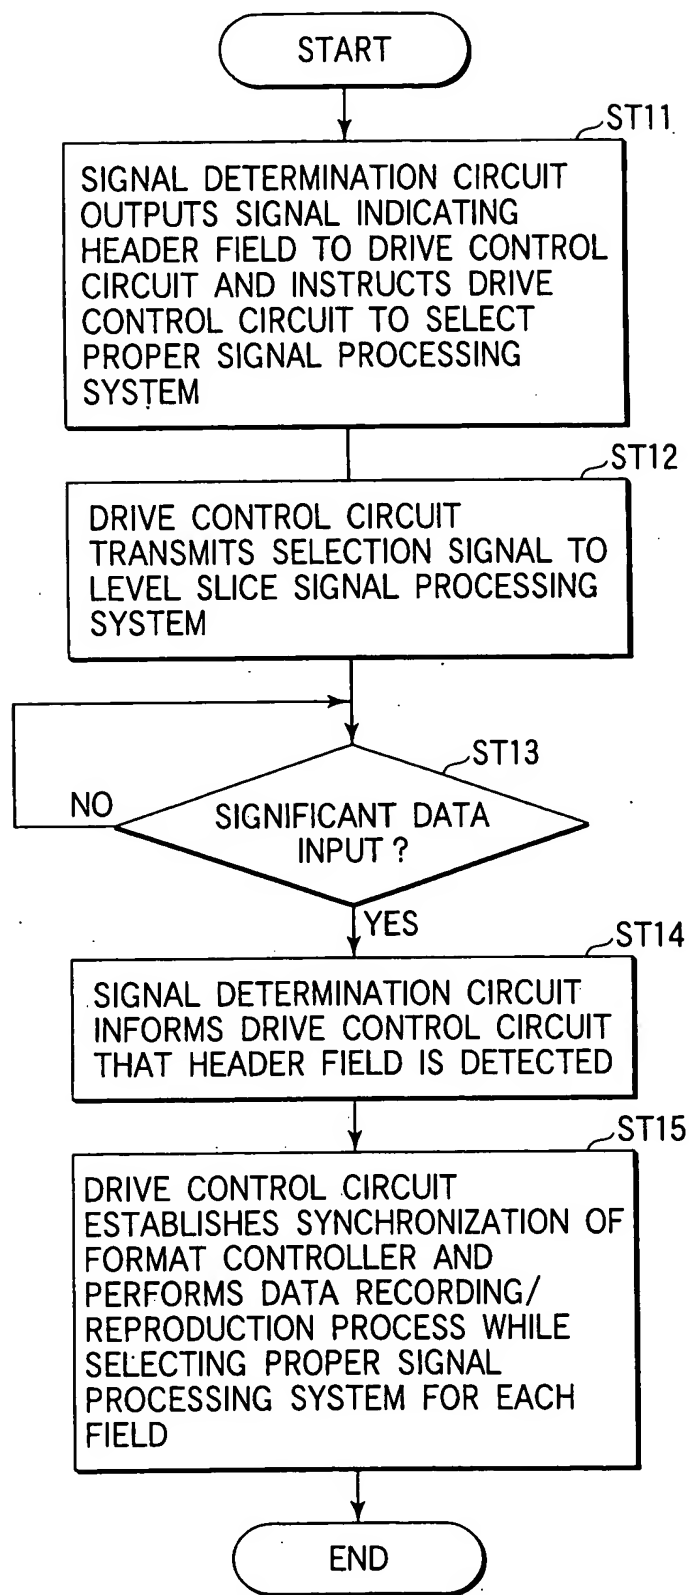 START
ST11
SIGNAL DETERMINATION CIRCUIT
OUTPUTS SIGNAL INDICATING
HEADER FIELD TO DRIVE CONTROL
CIRCUIT AND INSTRUCTS DRIVE
CONTROL CIRCUIT TO SELECT
PROPER SIGNAL PROCESSING
SYSTEM
ST12
DRIVE CONTROL CIRCUIT
TRANSMITS SELECTION SIGNAL TO
LEVEL SLICE SIGNAL PROCESSING
SYSTEM
ST13
NO
SIGNIFICANT DATA
INPUT ?
YES
ST14
SIGNAL DETERMINATION CIRCUIT
INFORMS DRIVE CONTROL CIRCUIT
THAT HEADER FIELD IS DETECTED
ST15
DRIVE CONTROL CIRCUIT
ESTABLISHES SYNCHRONIZATION OF
FORMAT CONTROLLER AND
PERFORMS DATA RECORDING/
REPRODUCTION PROCESS WHILE
SELECTING PROPER SIGNAL
PROCESSING SYSTEM FOR EACH
FIELD
END